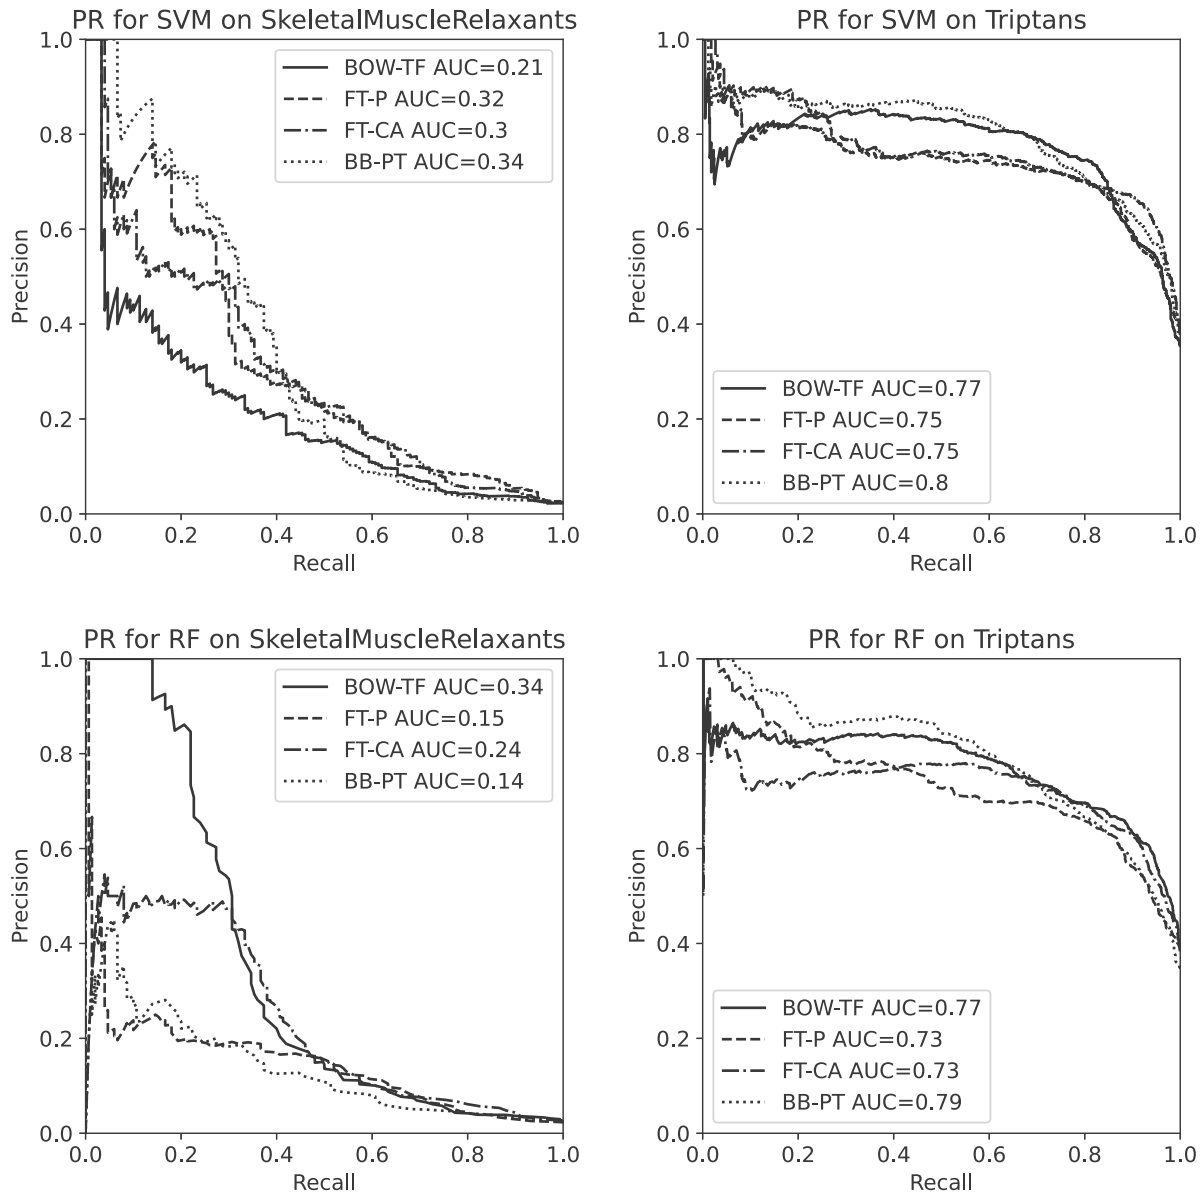 PR for SVM on SkeletalMuscleRelaxants
1.0
0.8
0.6
0.4
0.2
0.0
Precision
BOW-TF AUC=0.21
FT-P AUC=0.32
FT-CA AUC=0.3
BB-PT AUC=0.34
0.0 0.2 0.4 0.6 0.8 1.0
Recall
PR for SVM on Triptans
1.0
0.8
0.6
0.4
0.2
0.0
Precision
BOW-TF AUC=0.77
FT-P AUC=0.75
FT-CA AUC=0.75
BB-PT AUC=0.8
0.0 0.2 0.4 0.6 0.8 1.0
Recall
PR for RF on SkeletalMuscleRelaxants
1.0
0.8
0.6
0.4
0.2
0.0
Precision
BOW-TF AUC=0.34
FT-P AUC=0.15
FT-CA AUC=0.24
BB-PT AUC=0.14
0.0 0.2 0.4 0.6 0.8 1.0
Recall
PR for RF on Triptans
1.0
0.8
0.6
0.4
0.2
0.0
Precision
BOW-TF AUC=0.77
FT-P AUC=0.73
FT-CA AUC=0.73
BB-PT AUC=0.79
0.0 0.2 0.4 0.6 0.8 1.0
Recall